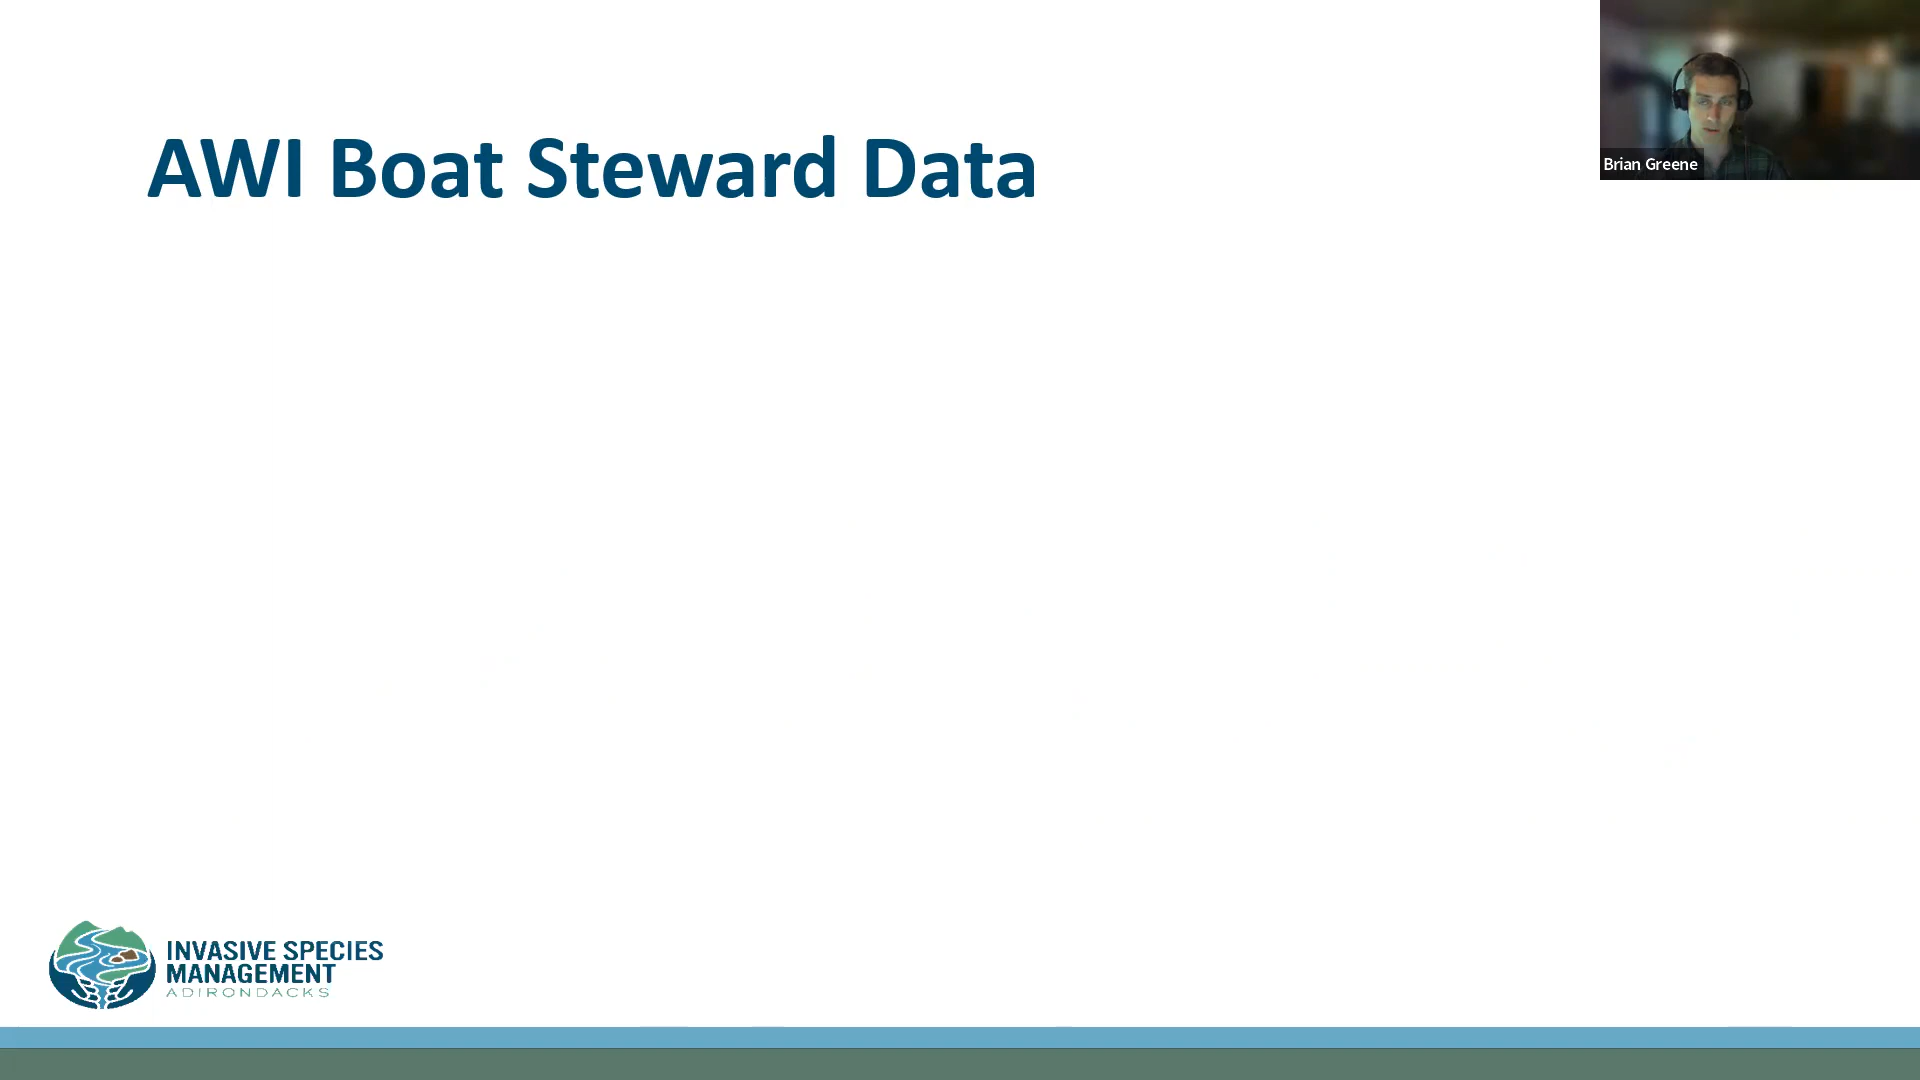 AWI Boat Steward Data
Brian Greene
INVASIVE SPECIES
MANAGEMENT
ADIRONDACKS